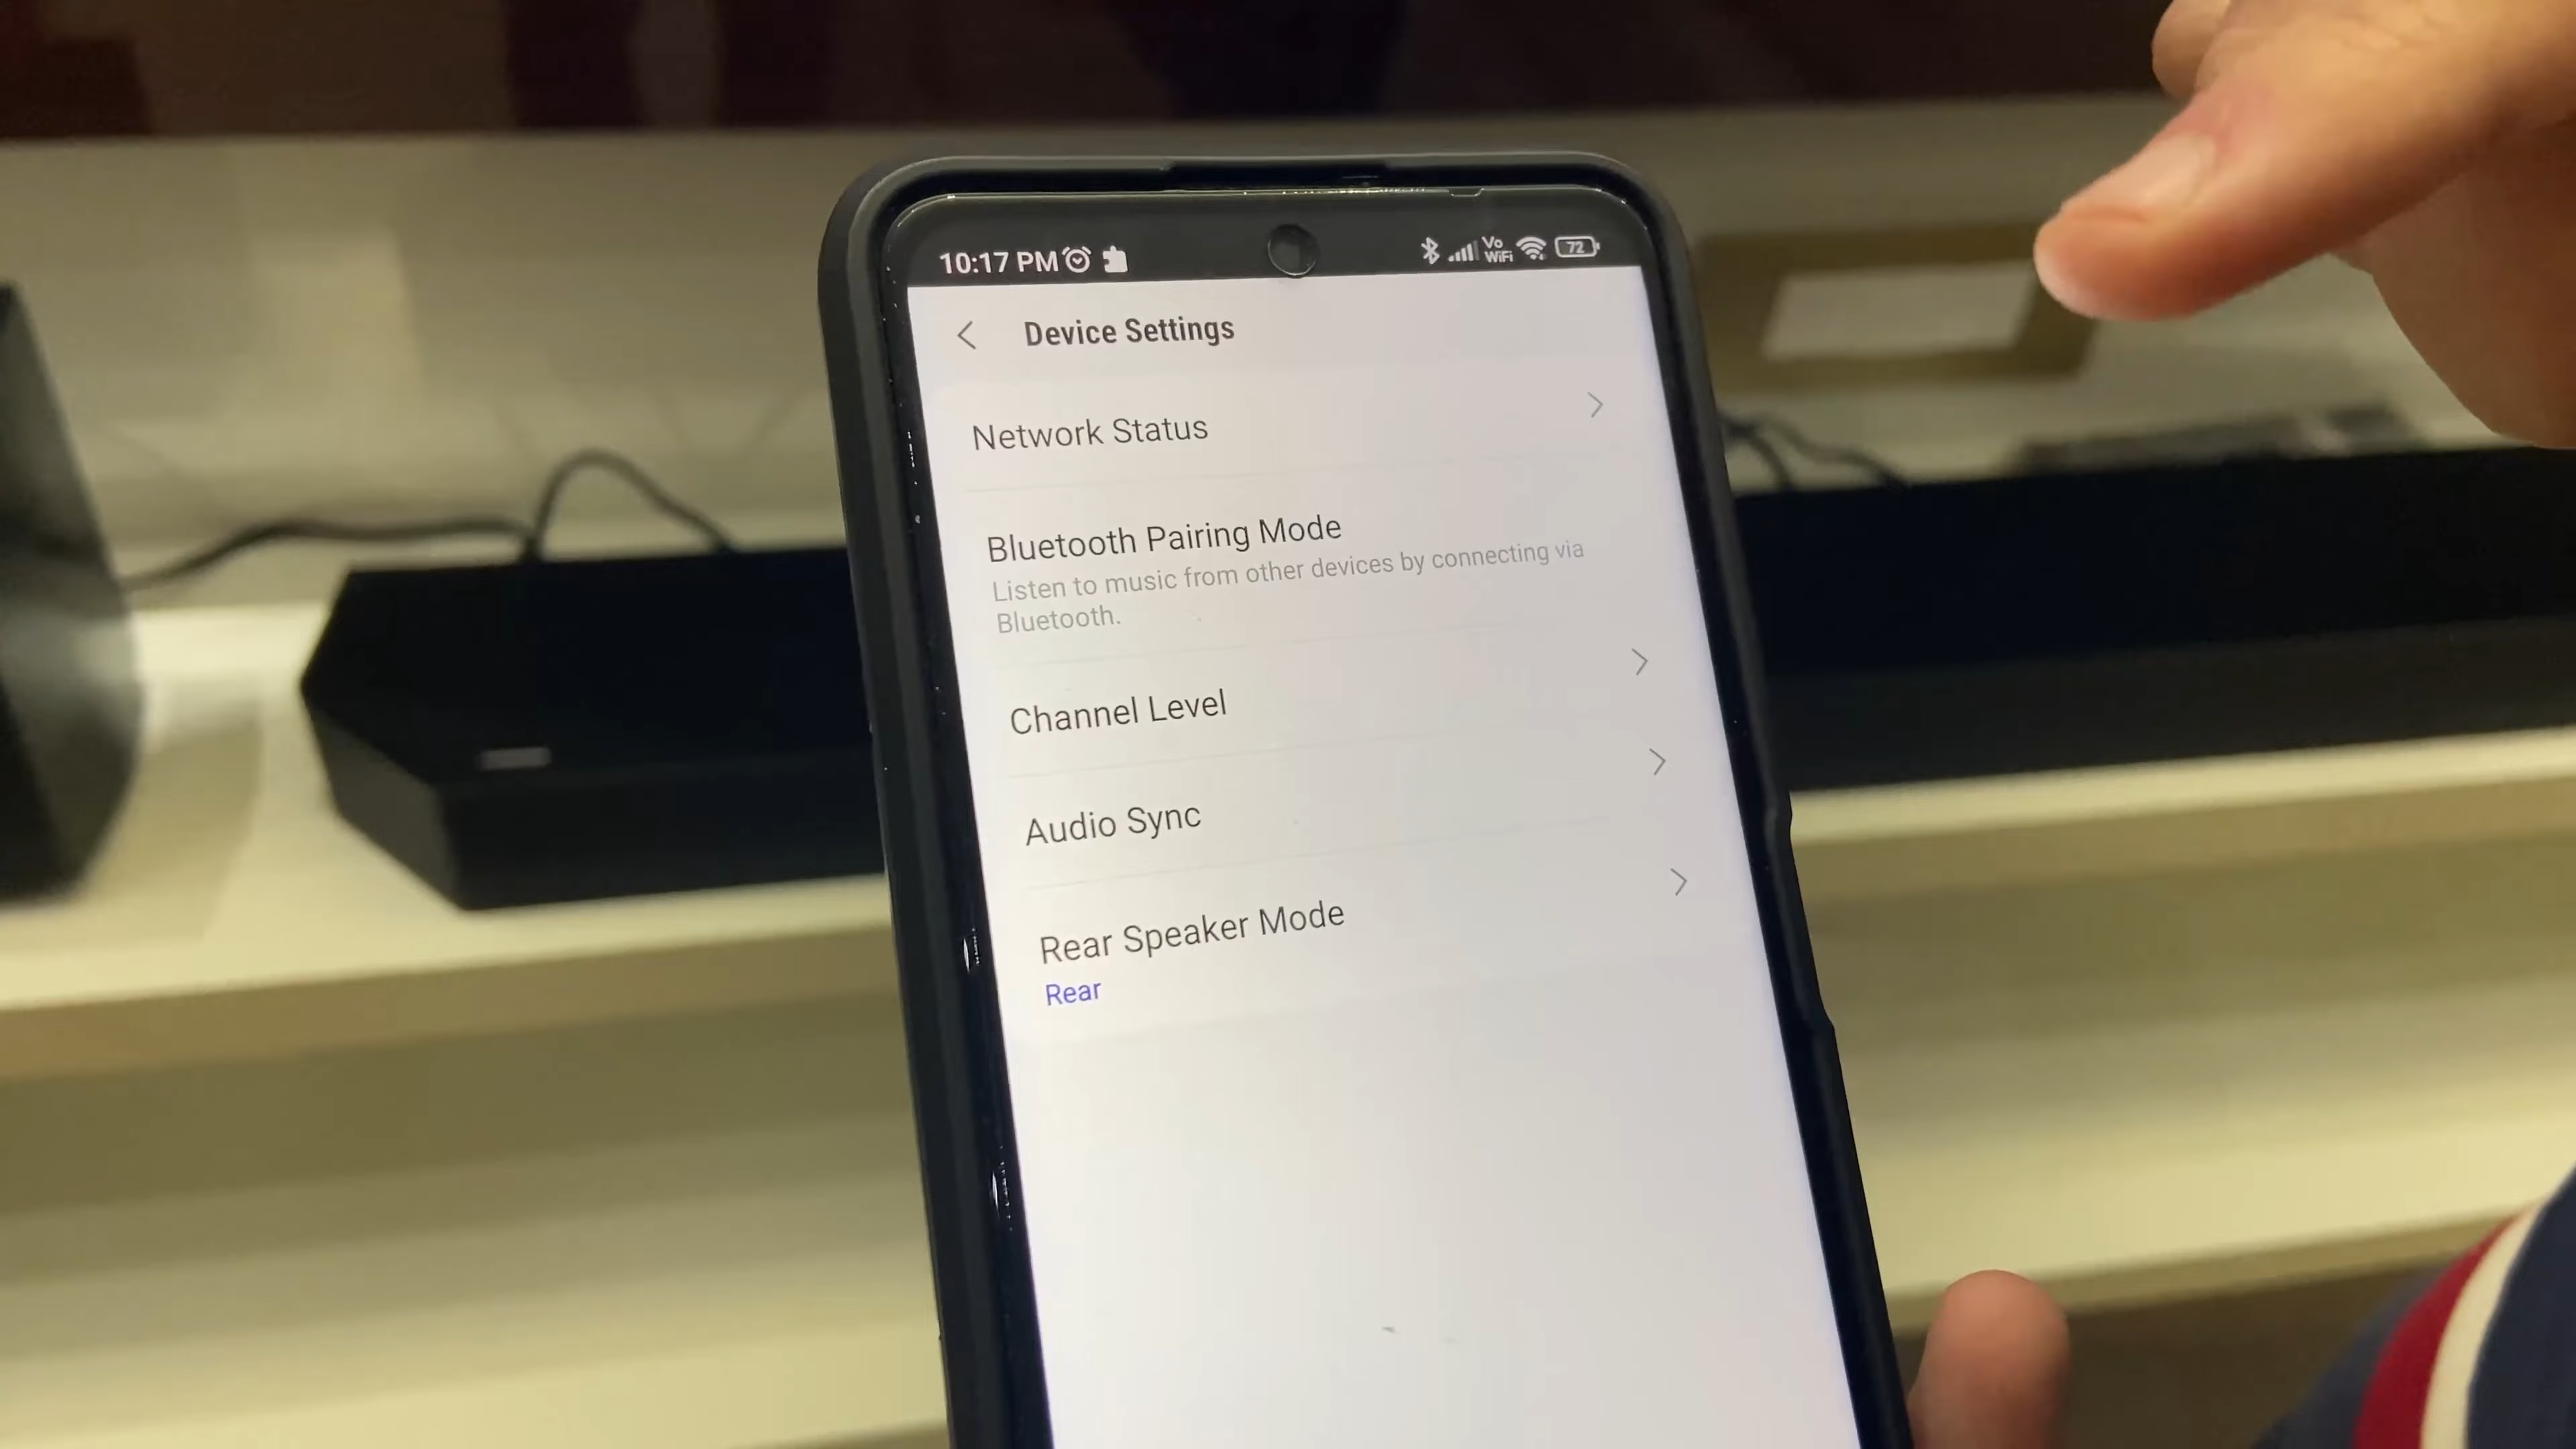 10:17 PM
Vo
WiFi
72
Device Settings
Network Status
Bluetooth Pairing Mode
Listen to music from other devices by connecting via
Bluetooth.
Channel Level
Audio Sync
Rear Speaker Mode
Rear